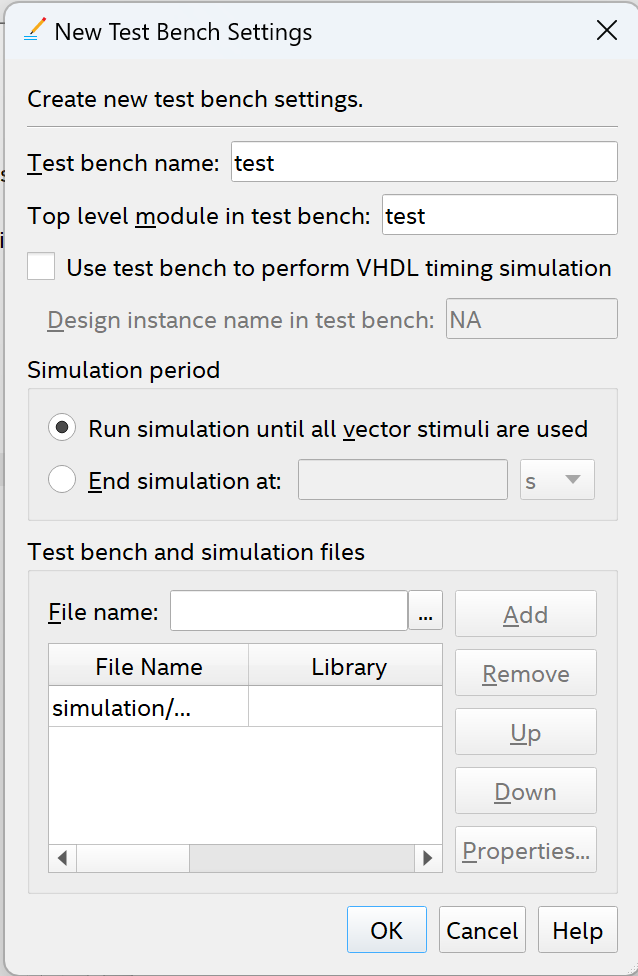 New Test Bench Settings
Create new test bench settings.
Test bench name: test
Top level module in test bench: test
Use test bench to perform VHDL timing simulation
Design instance name in test bench: NA
Simulation period
Run simulation until all vector stimuli are used
End simulation at: s
Test bench and simulation files
File name: ... Add
File Name Library
Remove
simulation/...
Up
Down
Properties...
OK Cancel Help